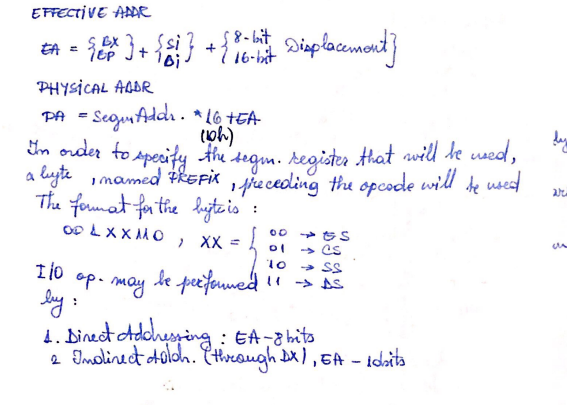 EFFECTIVE ADDR
EA = { BX BP } + { Si Di } + { 8-bit 16-bit Displacement }
PHYSICAL ADDR
PA = Segm Addr. * 16 + EA
(10h)
In order to specify the segm. register that will be used,
a byte , named PREFIX , preceding the opcode will be used
The format for the byte is :
001XX110 , XX = { 00 → ES
01 → CS
10 → SS
11 → DS
I/O op. may be performed
by :
1. Direct Addressing : EA - 8 bits
2 Indirect Addr. (through DX), EA - 16bits